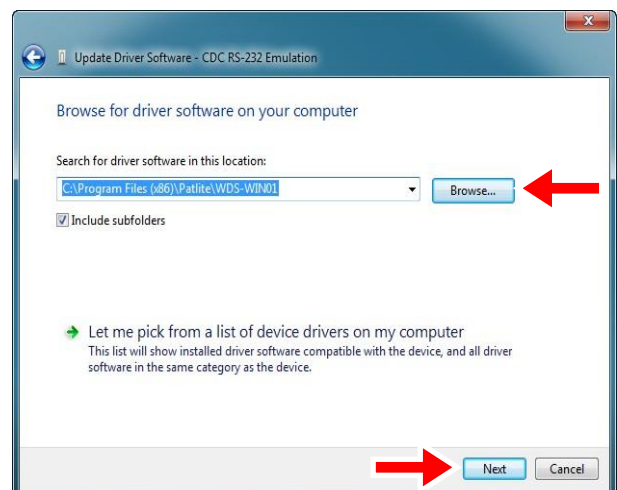 X
Update Driver Software - CDC RS-232 Emulation
Browse for driver software on your computer
Search for driver software in this location:
C:\Program Files (x86)\Patlite\WDS-WIN01
Browse...
Include subfolders
Let me pick from a list of device drivers on my computer
This list will show installed driver software compatible with the device, and all driver
software in the same category as the device.
Next Cancel